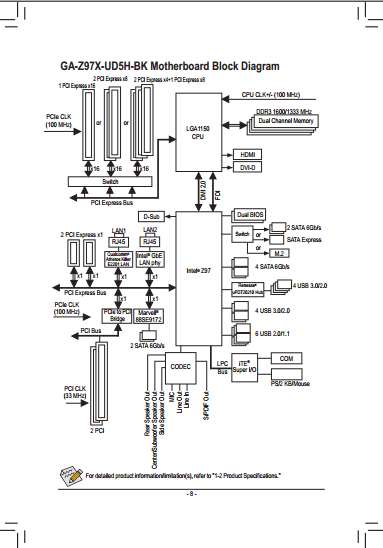 GA-Z97X-UD5H-BK Motherboard Block Diagram
1 PCI Express x16
2 PCI Express x8
2 PCI Express x4+1 PCI Express x8
CPU CLK+/- (100 MHz)
PCIe CLK
(100 MHz)
or
or
DDR3 1600/1333 MHz
Dual Channel Memory
LGA1150
CPU
x16
x16
x16
HDMI
DVI-D
Switch
PCI Express Bus
DMI 2.0
FDI
D-Sub
Dual BIOS
LAN1
RJ45
LAN2
RJ45
Switch
or
or
2 SATA 6Gb/s
SATA Express
M.2
2 PCI Express x1
Qualcomm®
Atheros Killer
E2201 LAN
Intel® GbE
LAN phy
Intel® Z97
4 SATA 6Gb/s
x1
x1
x1
x1
Renesas®
uPD720210 Hub
4 USB 3.0/2.0
PCI Express Bus
PCIe CLK
(100 MHz)
x1
x1
PCIe to PCI
Bridge
Marvell®
88SE9172
4 USB 3.0/2.0
PCI Bus
2 SATA 6Gb/s
6 USB 2.0/1.1
CODEC
LPC
Bus
iTE®
Super I/O
COM
PS/2 KB/Mouse
PCI CLK
(33 MHz)
2 PCI
Rear Speaker Out
Center/Subwoofer Speaker Out
Side Speaker Out
MIC
Line Out
Line In
S/PDIF Out
For detailed product information/limitation(s), refer to "1-2 Product Specifications."
- 8 -